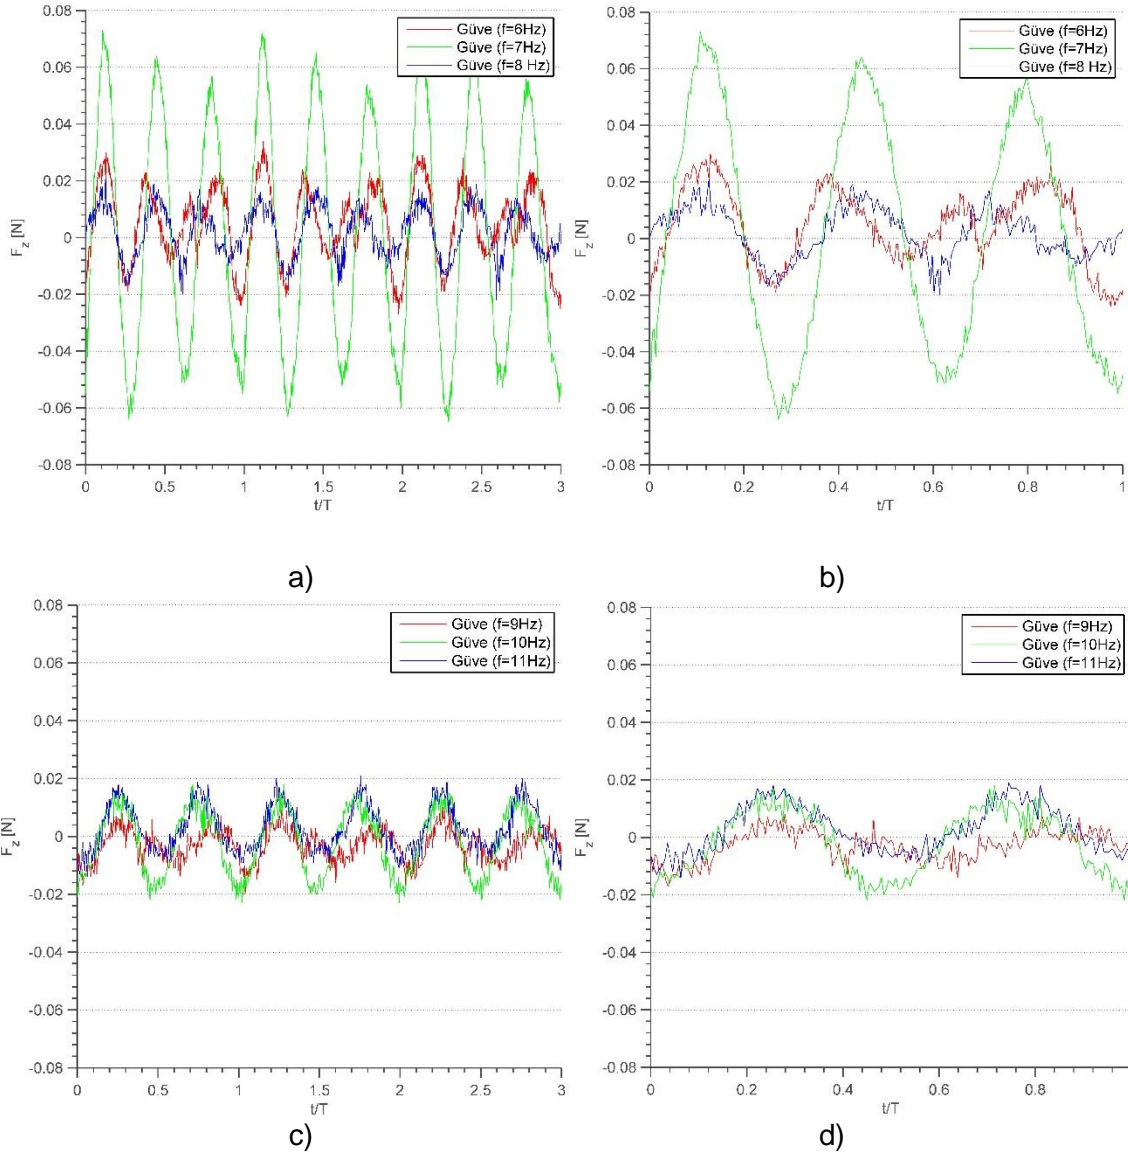 0.08
0.06
0.04
0.02
0
-0.02
-0.04
-0.06
-0.08
F_z [N]
0 0.5 1 1.5 2 2.5 3
t/T
Güve (f=6Hz)
Güve (f=7Hz)
Güve (f=8 Hz)
a)
0.08
0.06
0.04
0.02
0
-0.02
-0.04
-0.06
-0.08
F_z [N]
0 0.2 0.4 0.6 0.8 1
t/T
Güve (f=6Hz)
Güve (f=7Hz)
Güve (f=8 Hz)
b)
0.08
0.06
0.04
0.02
0
-0.02
-0.04
-0.06
-0.08
F_z [N]
0 0.5 1 1.5 2 2.5 3
t/T
Güve (f=9Hz)
Güve (f=10Hz)
Güve (f=11Hz)
c)
0.08
0.06
0.04
0.02
0
-0.02
-0.04
-0.06
-0.08
F_z [N]
0 0.2 0.4 0.6 0.8
t/T
Güve (f=9Hz)
Güve (f=10Hz)
Güve (f=11Hz)
d)